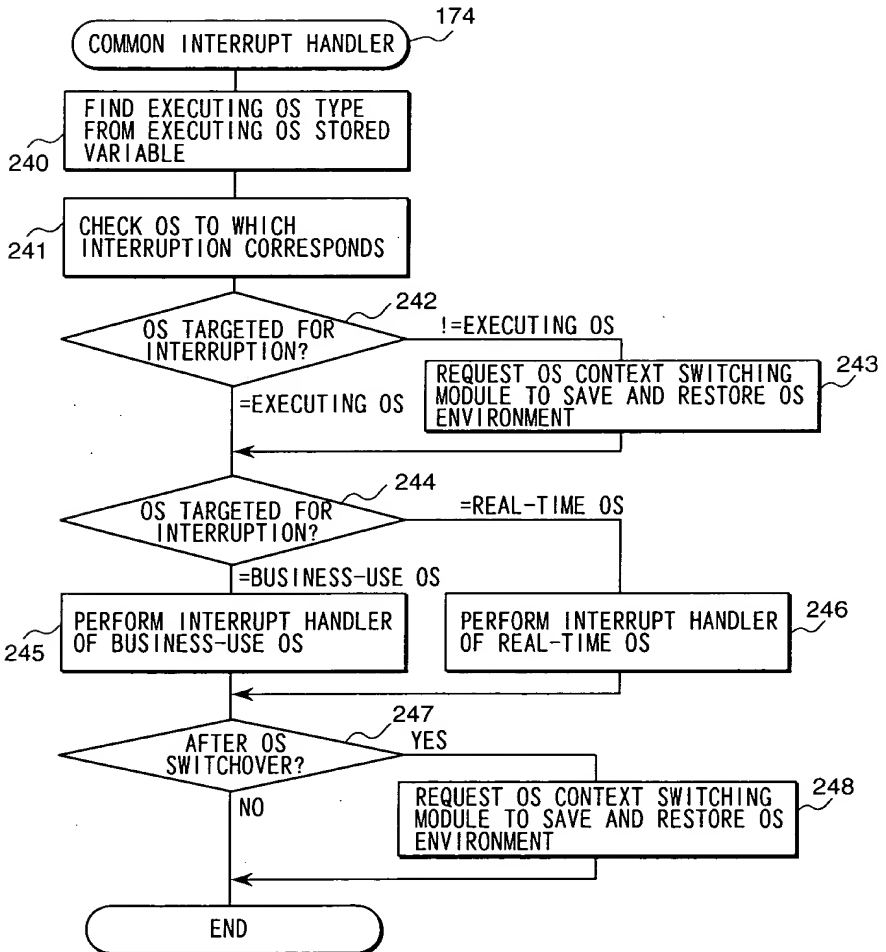 COMMON INTERRUPT HANDLER
174
FIND EXECUTING OS TYPE
FROM EXECUTING OS STORED
VARIABLE
240
CHECK OS TO WHICH
INTERRUPTION CORRESPONDS
241
242
OS TARGETED FOR
INTERRUPTION?
!=EXECUTING OS
=EXECUTING OS
REQUEST OS CONTEXT SWITCHING
MODULE TO SAVE AND RESTORE OS
ENVIRONMENT
243
244
OS TARGETED FOR
INTERRUPTION?
=REAL-TIME OS
=BUSINESS-USE OS
PERFORM INTERRUPT HANDLER
OF BUSINESS-USE OS
245
PERFORM INTERRUPT HANDLER
OF REAL-TIME OS
246
247
AFTER OS
SWITCHOVER?
YES
NO
REQUEST OS CONTEXT SWITCHING
MODULE TO SAVE AND RESTORE OS
ENVIRONMENT
248
END